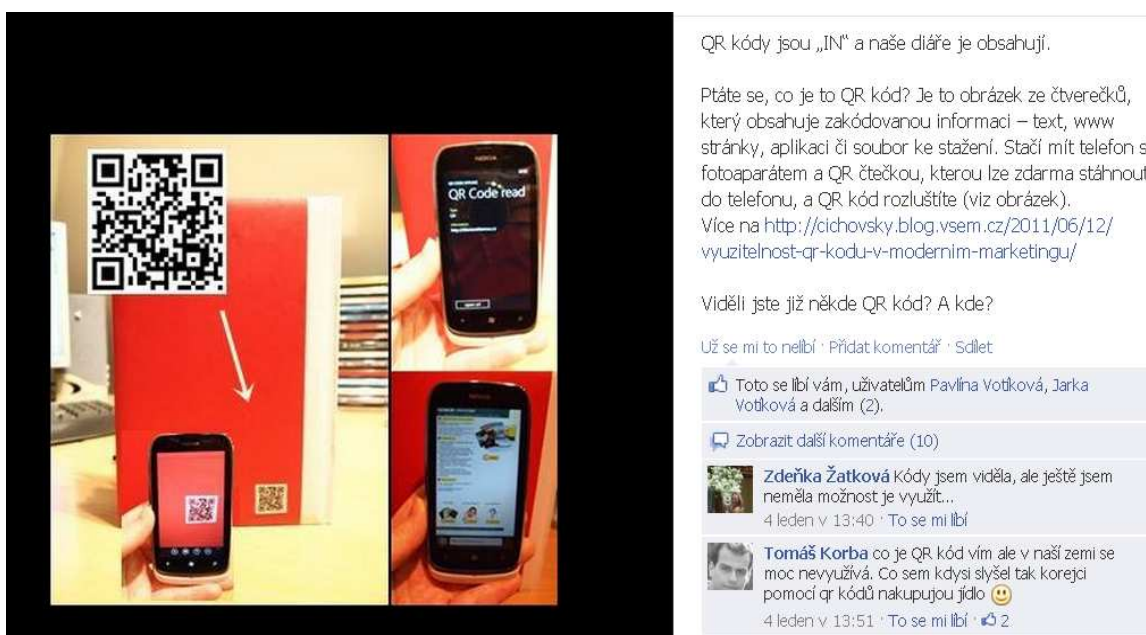 NOKIA
QR Code read
NOKIA
QR kódy jsou „IN“ a naše diáře je obsahují.
Ptáte se, co je to QR kód? Je to obrázek ze čtverečků,
který obsahuje zakódovanou informaci – text, www
stránky, aplikaci či soubor ke stažení. Stačí mít telefon s
fotoaparátem a QR čtečkou, kterou lze zdarma stáhnout
do telefonu, a QR kód rozluštíte (viz obrázek).
Více na http://cichovsky.blog.vsem.cz/2011/06/12/
vyuzitelnost-qr-kodu-v-modernim-marketingu/
Viděli jste již někde QR kód? A kde?
Už se mi to nelíbí · Přidat komentář · Sdílet
Toto se líbí vám, uživatelům Pavlína Votíková, Jarka
Votíková a dalším (2).
Zobrazit další komentáře (10)
Zdeňka Žatková Kódy jsem viděla, ale ještě jsem
neměla možnost je využít...
4 leden v 13:40 · To se mi líbí
Tomáš Korba co je QR kód vím ale v naší zemi se
moc nevyužívá. Co sem kdysi slyšel tak korejci
pomocí qr kódů nakupujou jídlo
4 leden v 13:51 · To se mi líbí · 2